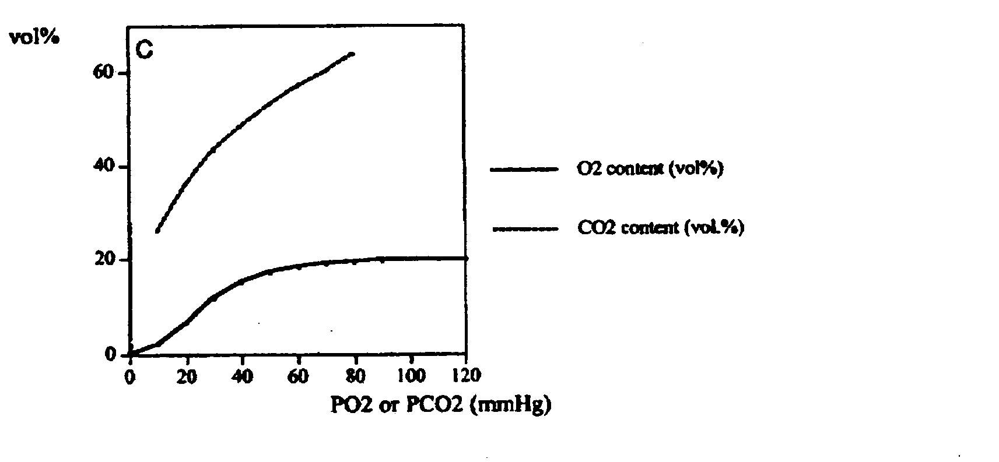 vol%
C
60
40
20
0
0 20 40 60 80 100 120
PO2 or PCO2 (mmHg)
O2 content (vol%)
CO2 content (vol.%)